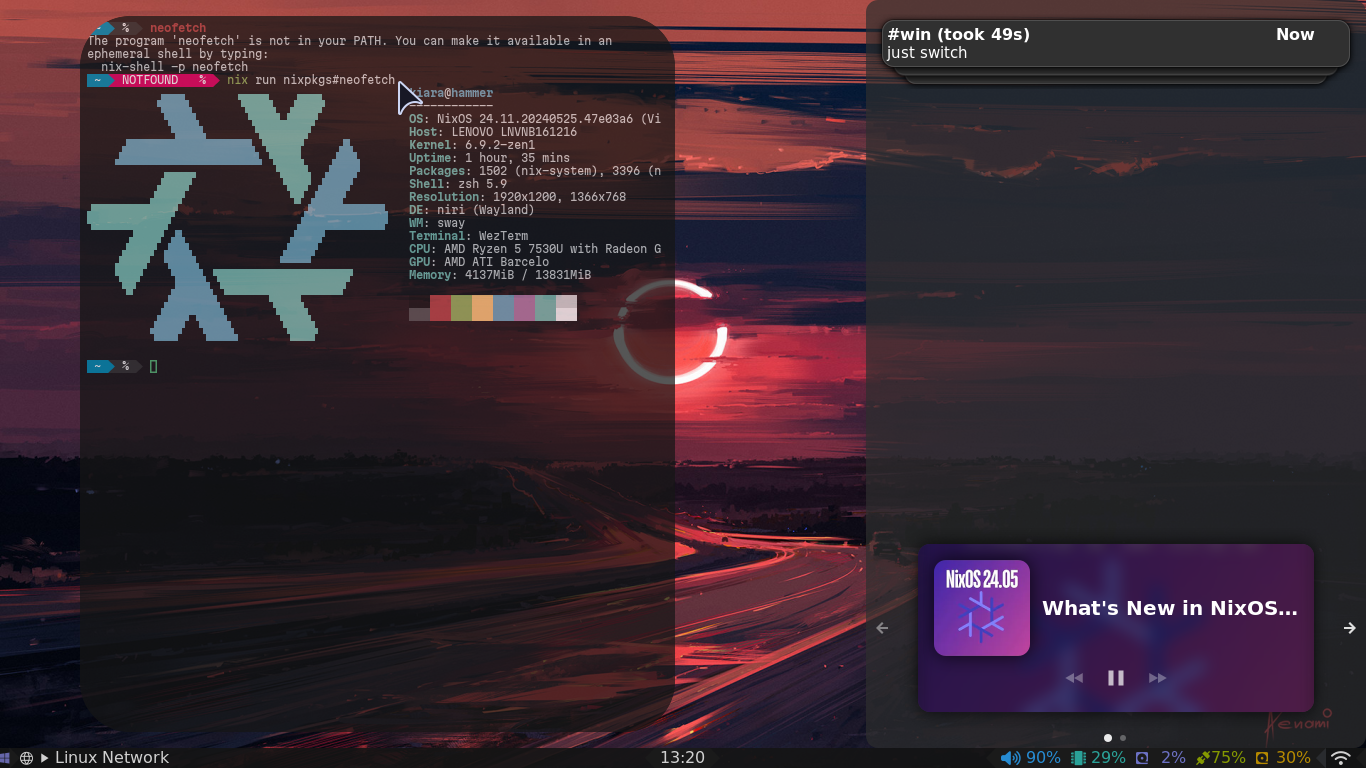 ~ % neofetch
The program 'neofetch' is not in your PATH. You can make it available in an
ephemeral shell by typing:
nix-shell -p neofetch
~ NOTFOUND % nix run nixpkgs#neofetch
kiara@hammer
------------
OS: NixOS 24.11.20240525.47e03a6 (Vi
Host: LENOVO LNVNB161216
Kernel: 6.9.2-zen1
Uptime: 1 hour, 35 mins
Packages: 1502 (nix-system), 3396 (n
Shell: zsh 5.9
Resolution: 1920x1200, 1366x768
DE: niri (Wayland)
WM: sway
Terminal: WezTerm
CPU: AMD Ryzen 5 7530U with Radeon G
GPU: AMD ATI Barcelo
Memory: 4137MiB / 13831MiB
~ %
#win (took 49s) Now
just switch
NixOS 24.05
What's New in NixOS…
Xenami
Linux Network
13:20
90% 29% 2% 75% 30%